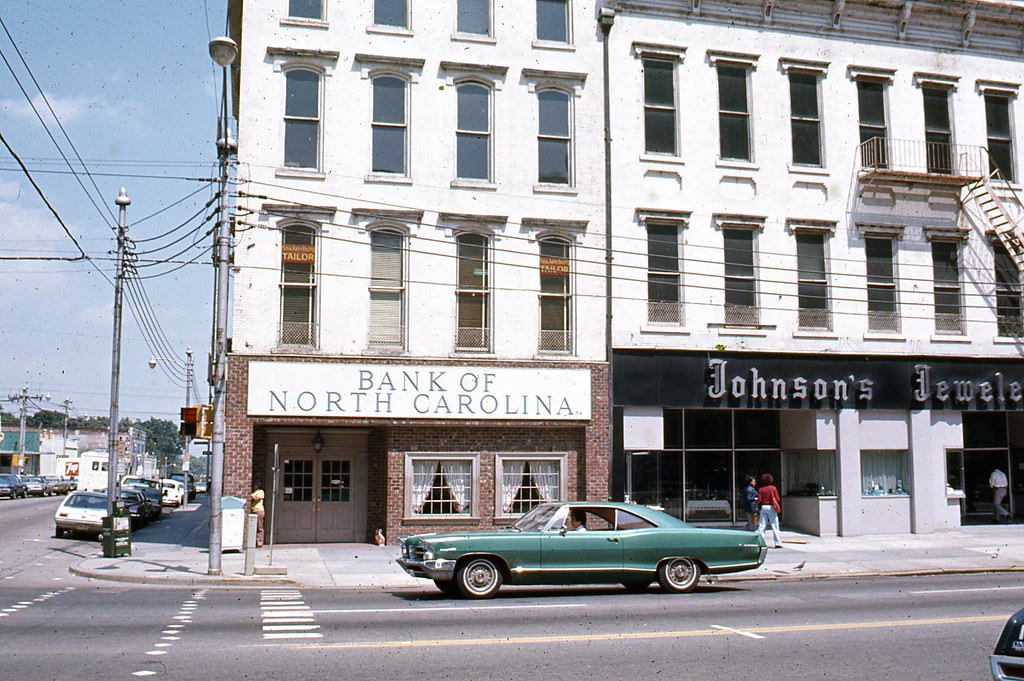 TAILOR
TAILOR
BANK OF
NORTH CAROLINA N.A.
Johnson's Jewele